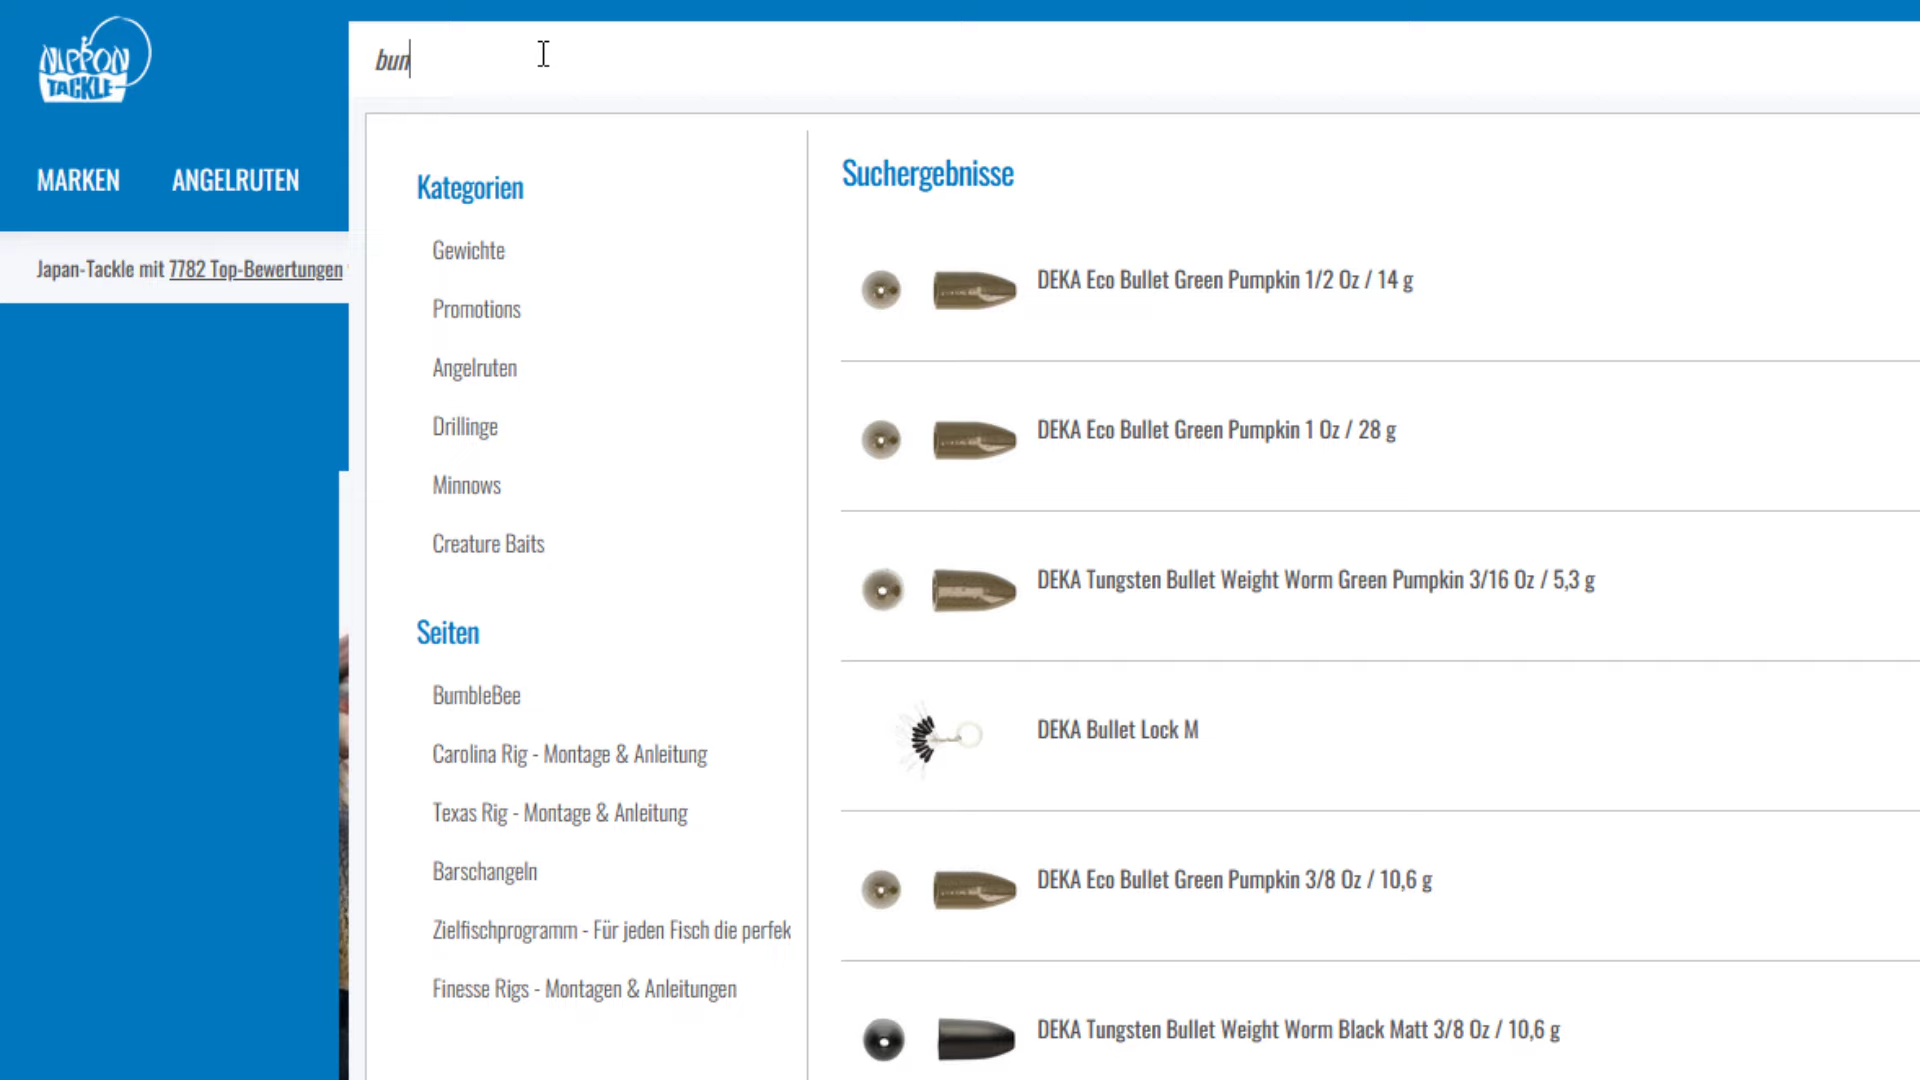 NIPPON
TACKLE
bun
MARKEN
ANGELRUTEN
Japan-Tackle mit 7782 Top-Bewertungen
Kategorien
Gewichte
Promotions
Angelruten
Drillinge
Minnows
Creature Baits
Seiten
BumbleBee
Carolina Rig - Montage & Anleitung
Texas Rig - Montage & Anleitung
Barschangeln
Zielfischprogramm - Für jeden Fisch die perfek
Finesse Rigs - Montagen & Anleitungen
Suchergebnisse
DEKA Eco Bullet Green Pumpkin 1/2 Oz / 14 g
DEKA Eco Bullet Green Pumpkin 1 Oz / 28 g
DEKA Tungsten Bullet Weight Worm Green Pumpkin 3/16 Oz / 5,3 g
DEKA Bullet Lock M
DEKA Eco Bullet Green Pumpkin 3/8 Oz / 10,6 g
DEKA Tungsten Bullet Weight Worm Black Matt 3/8 Oz / 10,6 g